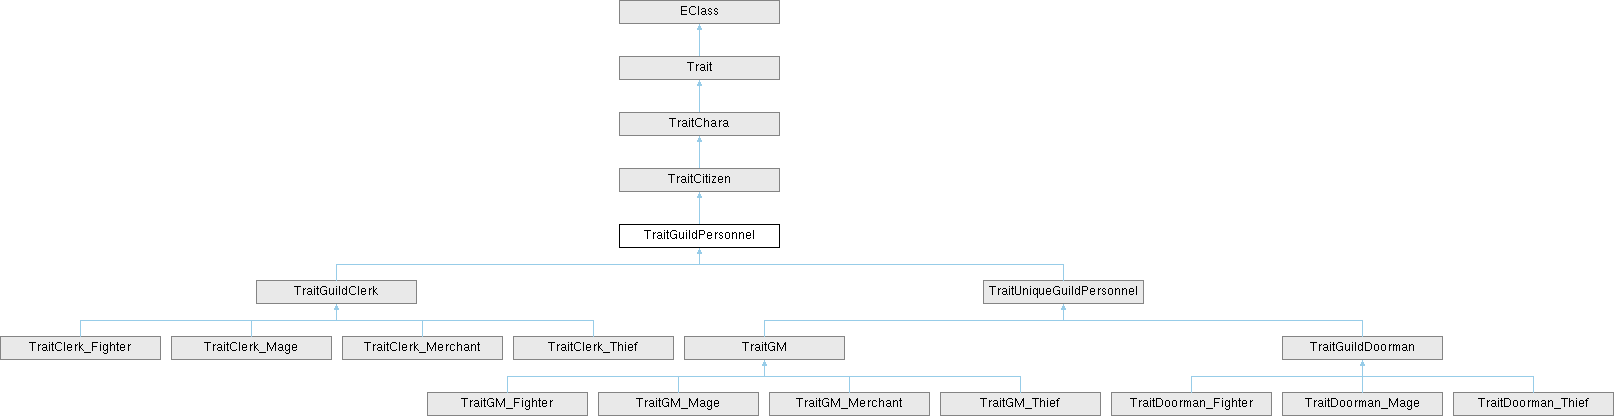 EClass
Trait
TraitChara
TraitCitizen
TraitGuildPersonnel
TraitGuildClerk
TraitUniqueGuildPersonnel
TraitClerk_Fighter
TraitClerk_Mage
TraitClerk_Merchant
TraitClerk_Thief
TraitGM
TraitGuildDoorman
TraitGM_Fighter
TraitGM_Mage
TraitGM_Merchant
TraitGM_Thief
TraitDoorman_Fighter
TraitDoorman_Mage
TraitDoorman_Thief